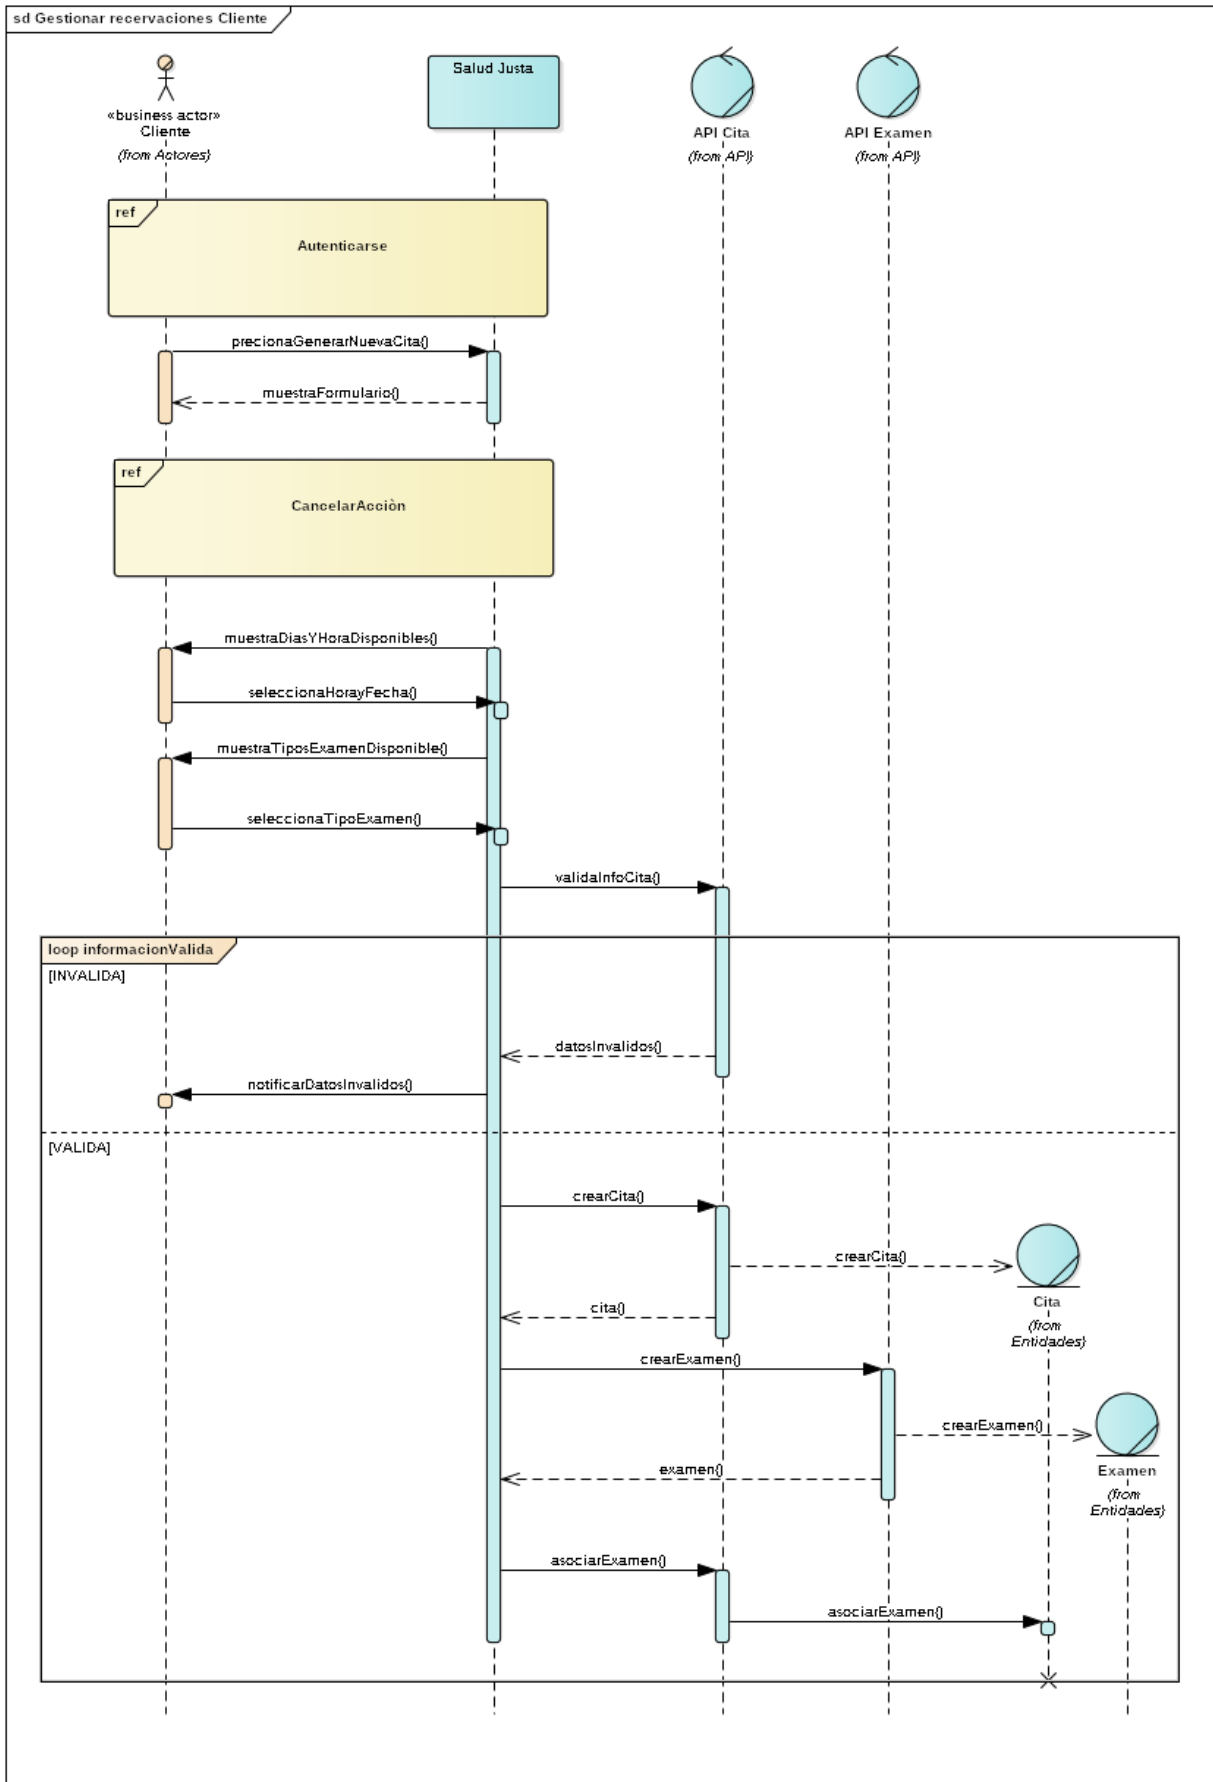 sd Gestionar recervaciones Cliente
Salud Justa
«business actor»
Cliente
(from Actores)
API Cita
(from API)
API Examen
(from API)
ref
Autenticarse
precionaGenerarNuevaCita()
muestraFormulario()
ref
CancelarAcciòn
muestraDiasYHoraDisponibles()
seleccionaHorayFecha()
muestraTiposExamenDisponible()
seleccionaTipoExamen()
validaInfoCita()
loop informacionValida
[INVALIDA]
datosInvalidos()
notificarDatosInvalidos()
[VALIDA]
crearCita()
crearCita()
Cita
(from
Entidades)
cita()
crearExamen()
crearExamen()
Examen
(from
Entidades)
examen()
asociarExamen()
asociarExamen()